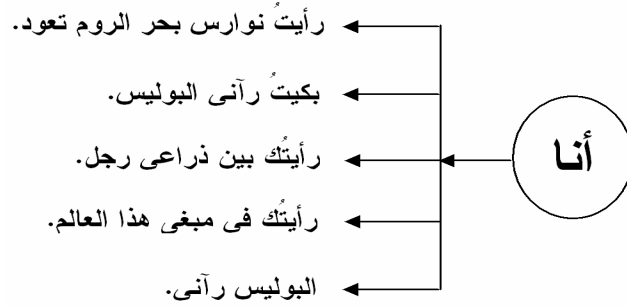 رأيتُ نوارس بحر الروم تعود.
بكيتُ رآنى البوليس.
أنا
رأيتُك بين ذراعى رجل.
رأيتُك فى مبغى هذا العالم.
البوليس رآنى.